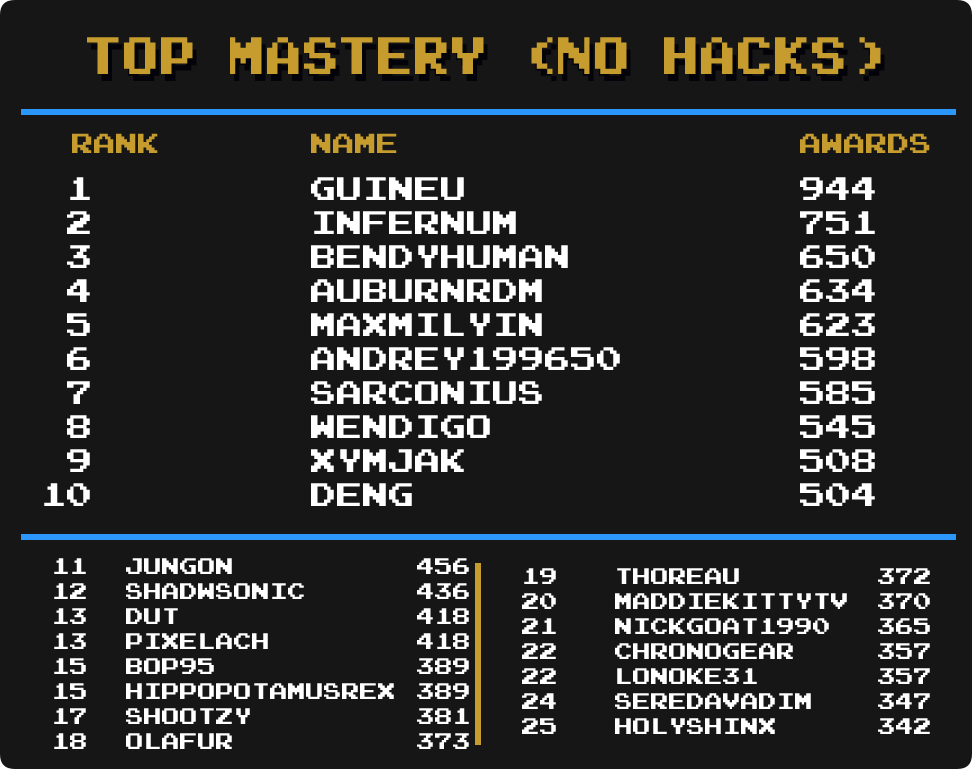 TOP MASTERY (NO HACKS)
RANK NAME AWARDS
1 GUINEU 944
2 INFERNUM 751
3 BENDYHUMAN 650
4 AUBURNRDM 634
5 MAXMILYIN 623
6 ANDREY199650 598
7 SARCONIUS 585
8 WENDIGO 545
9 XYMJAK 508
10 DENG 504
11 JUNGON 456
12 SHADWSONIC 436
13 DUT 418
13 PIXELACH 418
15 BOP95 389
15 HIPPOPOTAMUSREX 389
17 SHOOTZY 381
18 OLAFUR 373
19 THOREAU 372
20 MADDIEKITTYTV 370
21 NICKGOAT1990 365
22 CHRONOGEAR 357
22 LONOKE31 357
24 SEREDAVADIM 347
25 HOLYSHINX 342